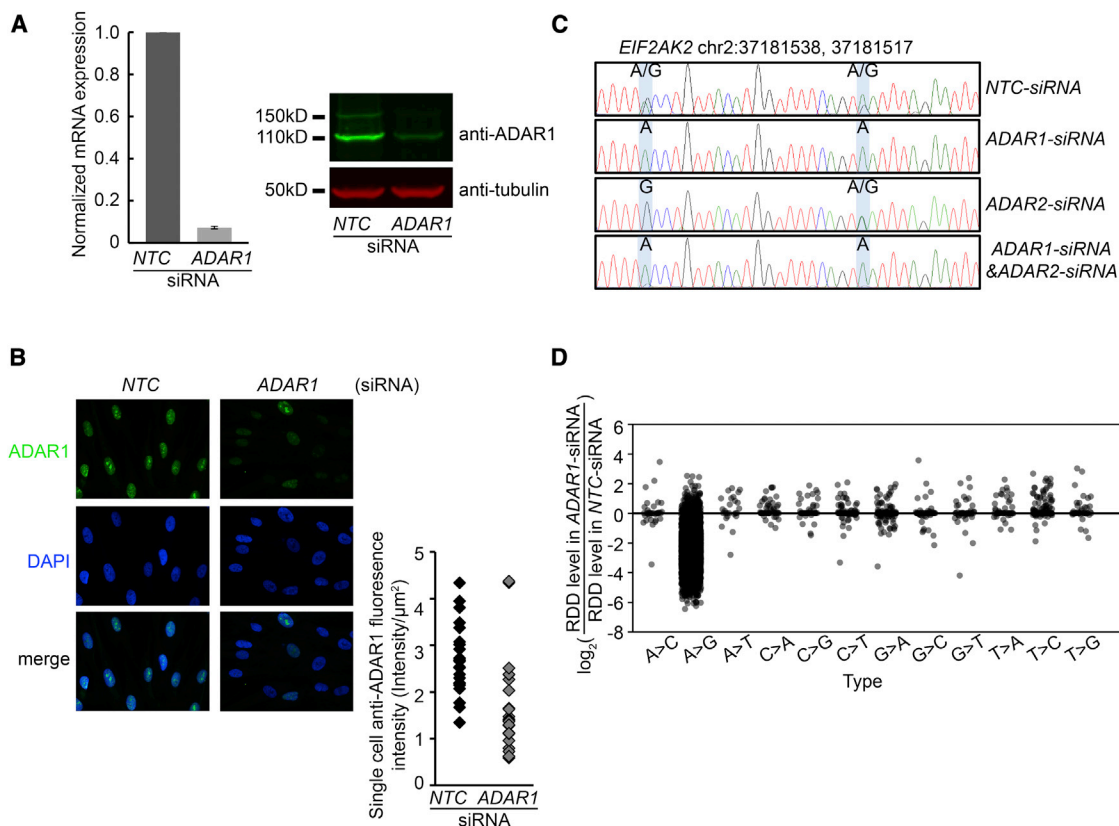 A
Normalized mRNA expression
1.0
0.8
0.6
0.4
0.2
0
NTC ADAR1
siRNA
150kD
110kD
50kD
anti-ADAR1
anti-tubulin
NTC ADAR1
siRNA
C
EIF2AK2 chr2:37181538, 37181517
A/G A/G
NTC-siRNA
A A
ADAR1-siRNA
G A/G
ADAR2-siRNA
A A
ADAR1-siRNA
&ADAR2-siRNA
B
NTC ADAR1 (siRNA)
ADAR1
DAPI
merge
Single cell anti-ADAR1 fluoresence
intensity (Intensity/μm²)
5
4
3
2
1
0
NTC ADAR1
siRNA
D
log₂(RDD level in ADAR1-siRNA
RDD level in NTC-siRNA)
6
4
2
0
-2
-4
-6
-8
A>C A>G A>T C>A C>G C>T G>A G>C G>T T>A T>C T>G
Type